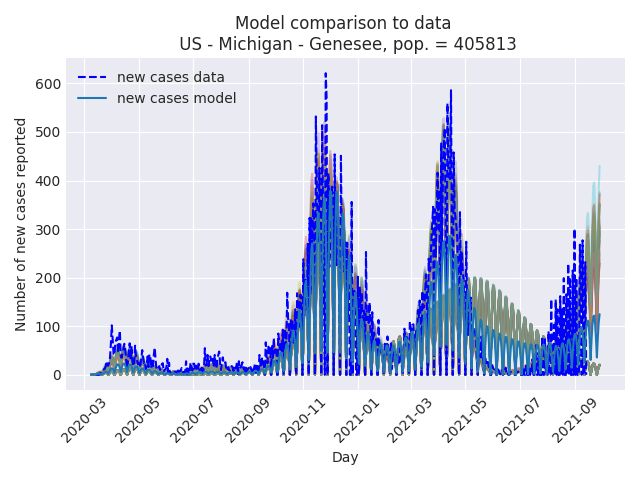 Model comparison to data
US - Michigan - Genesee, pop. = 405813
new cases data
new cases model
Number of new cases reported
600
500
400
300
200
100
0
2020-03
2020-05
2020-07
2020-09
2020-11
2021-01
2021-03
2021-05
2021-07
2021-09
Day